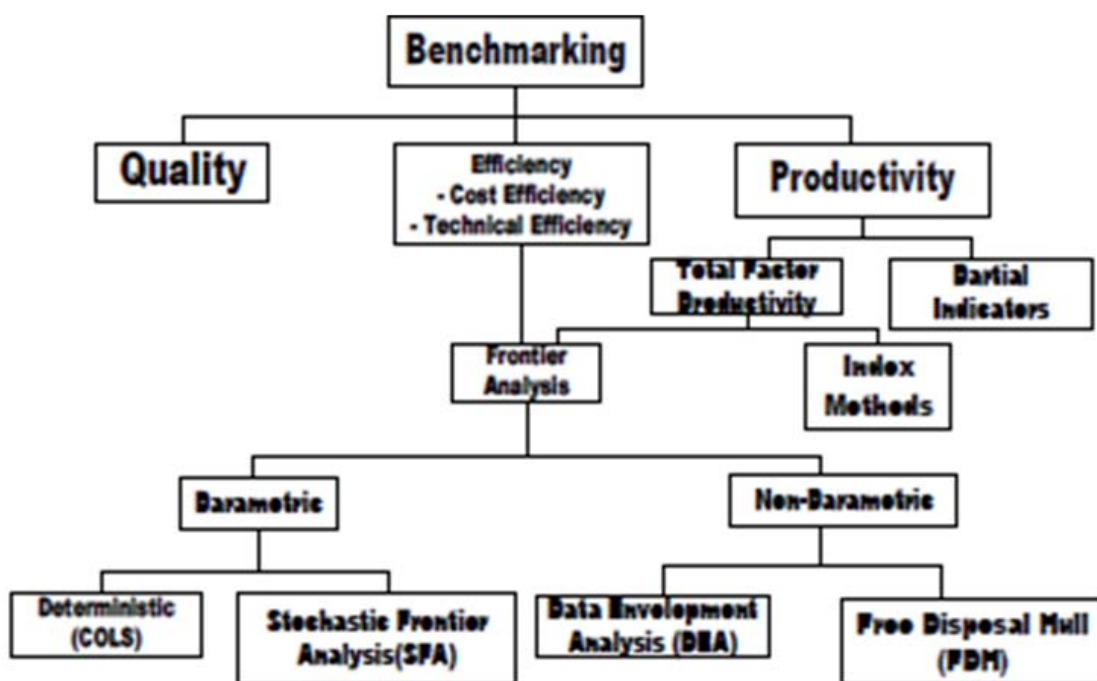 Benchmarking
Quality
Efficiency
- Cost Efficiency
- Technical Efficiency
Productivity
Total Factor
Productivity
Partial
Indicators
Frontier
Analysis
Index
Methods
Parametric
Non-Parametric
Deterministic
(COLS)
Stochastic Frontier
Analysis(SFA)
Data Envelopment
Analysis (DEA)
Free Disposal Hull
(FDH)